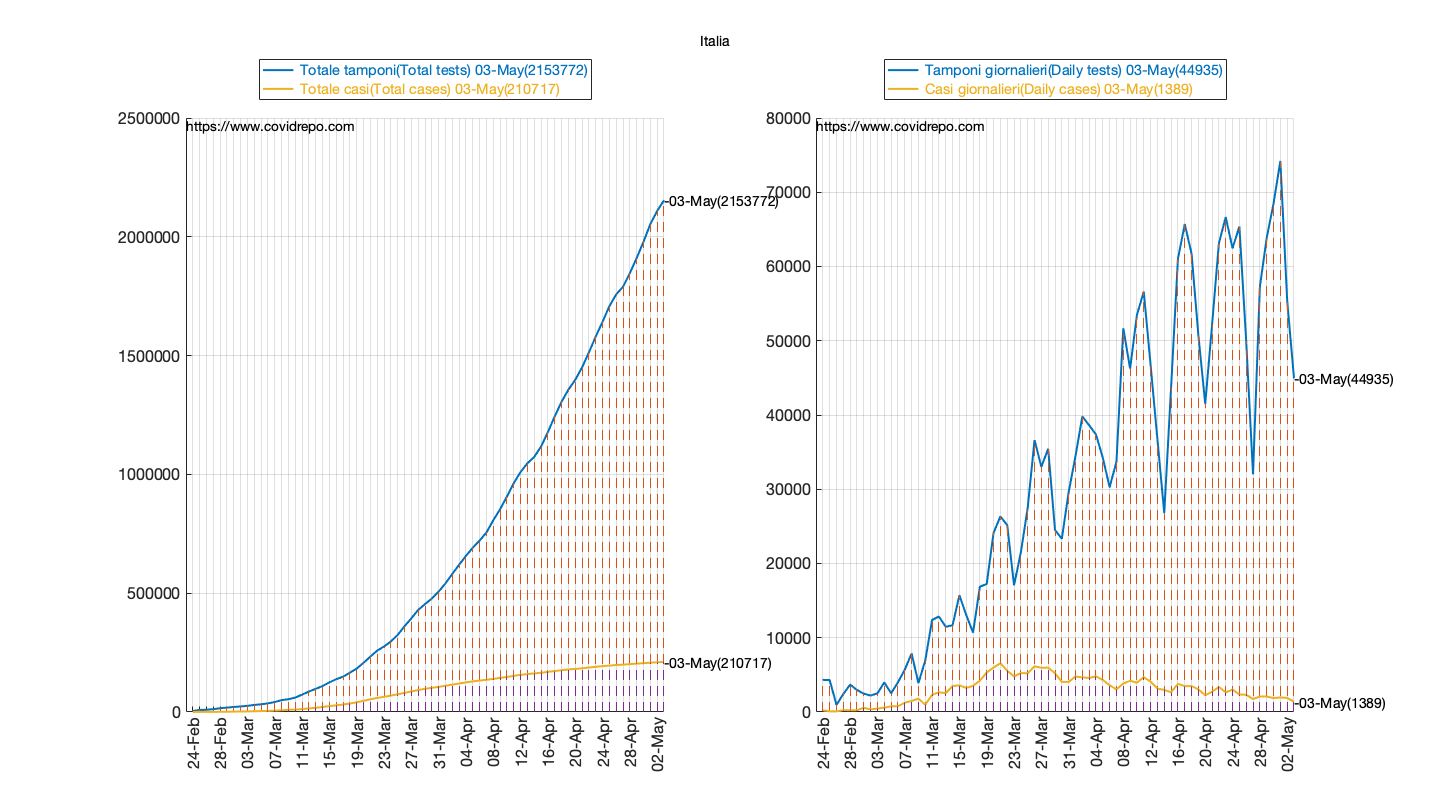 Italia
Totale tamponi(Total tests) 03-May(2153772)
Totale casi(Total cases) 03-May(210717)
https://www.covidrepo.com
2500000
2000000
1500000
1000000
500000
0
-03-May(2153772)
-03-May(210717)
24-Feb
28-Feb
03-Mar
07-Mar
11-Mar
15-Mar
19-Mar
23-Mar
27-Mar
31-Mar
04-Apr
08-Apr
12-Apr
16-Apr
20-Apr
24-Apr
28-Apr
02-May
Tamponi giornalieri(Daily tests) 03-May(44935)
Casi giornalieri(Daily cases) 03-May(1389)
https://www.covidrepo.com
80000
70000
60000
50000
40000
30000
20000
10000
0
-03-May(44935)
-03-May(1389)
24-Feb
28-Feb
03-Mar
07-Mar
11-Mar
15-Mar
19-Mar
23-Mar
27-Mar
31-Mar
04-Apr
08-Apr
12-Apr
16-Apr
20-Apr
24-Apr
28-Apr
02-May